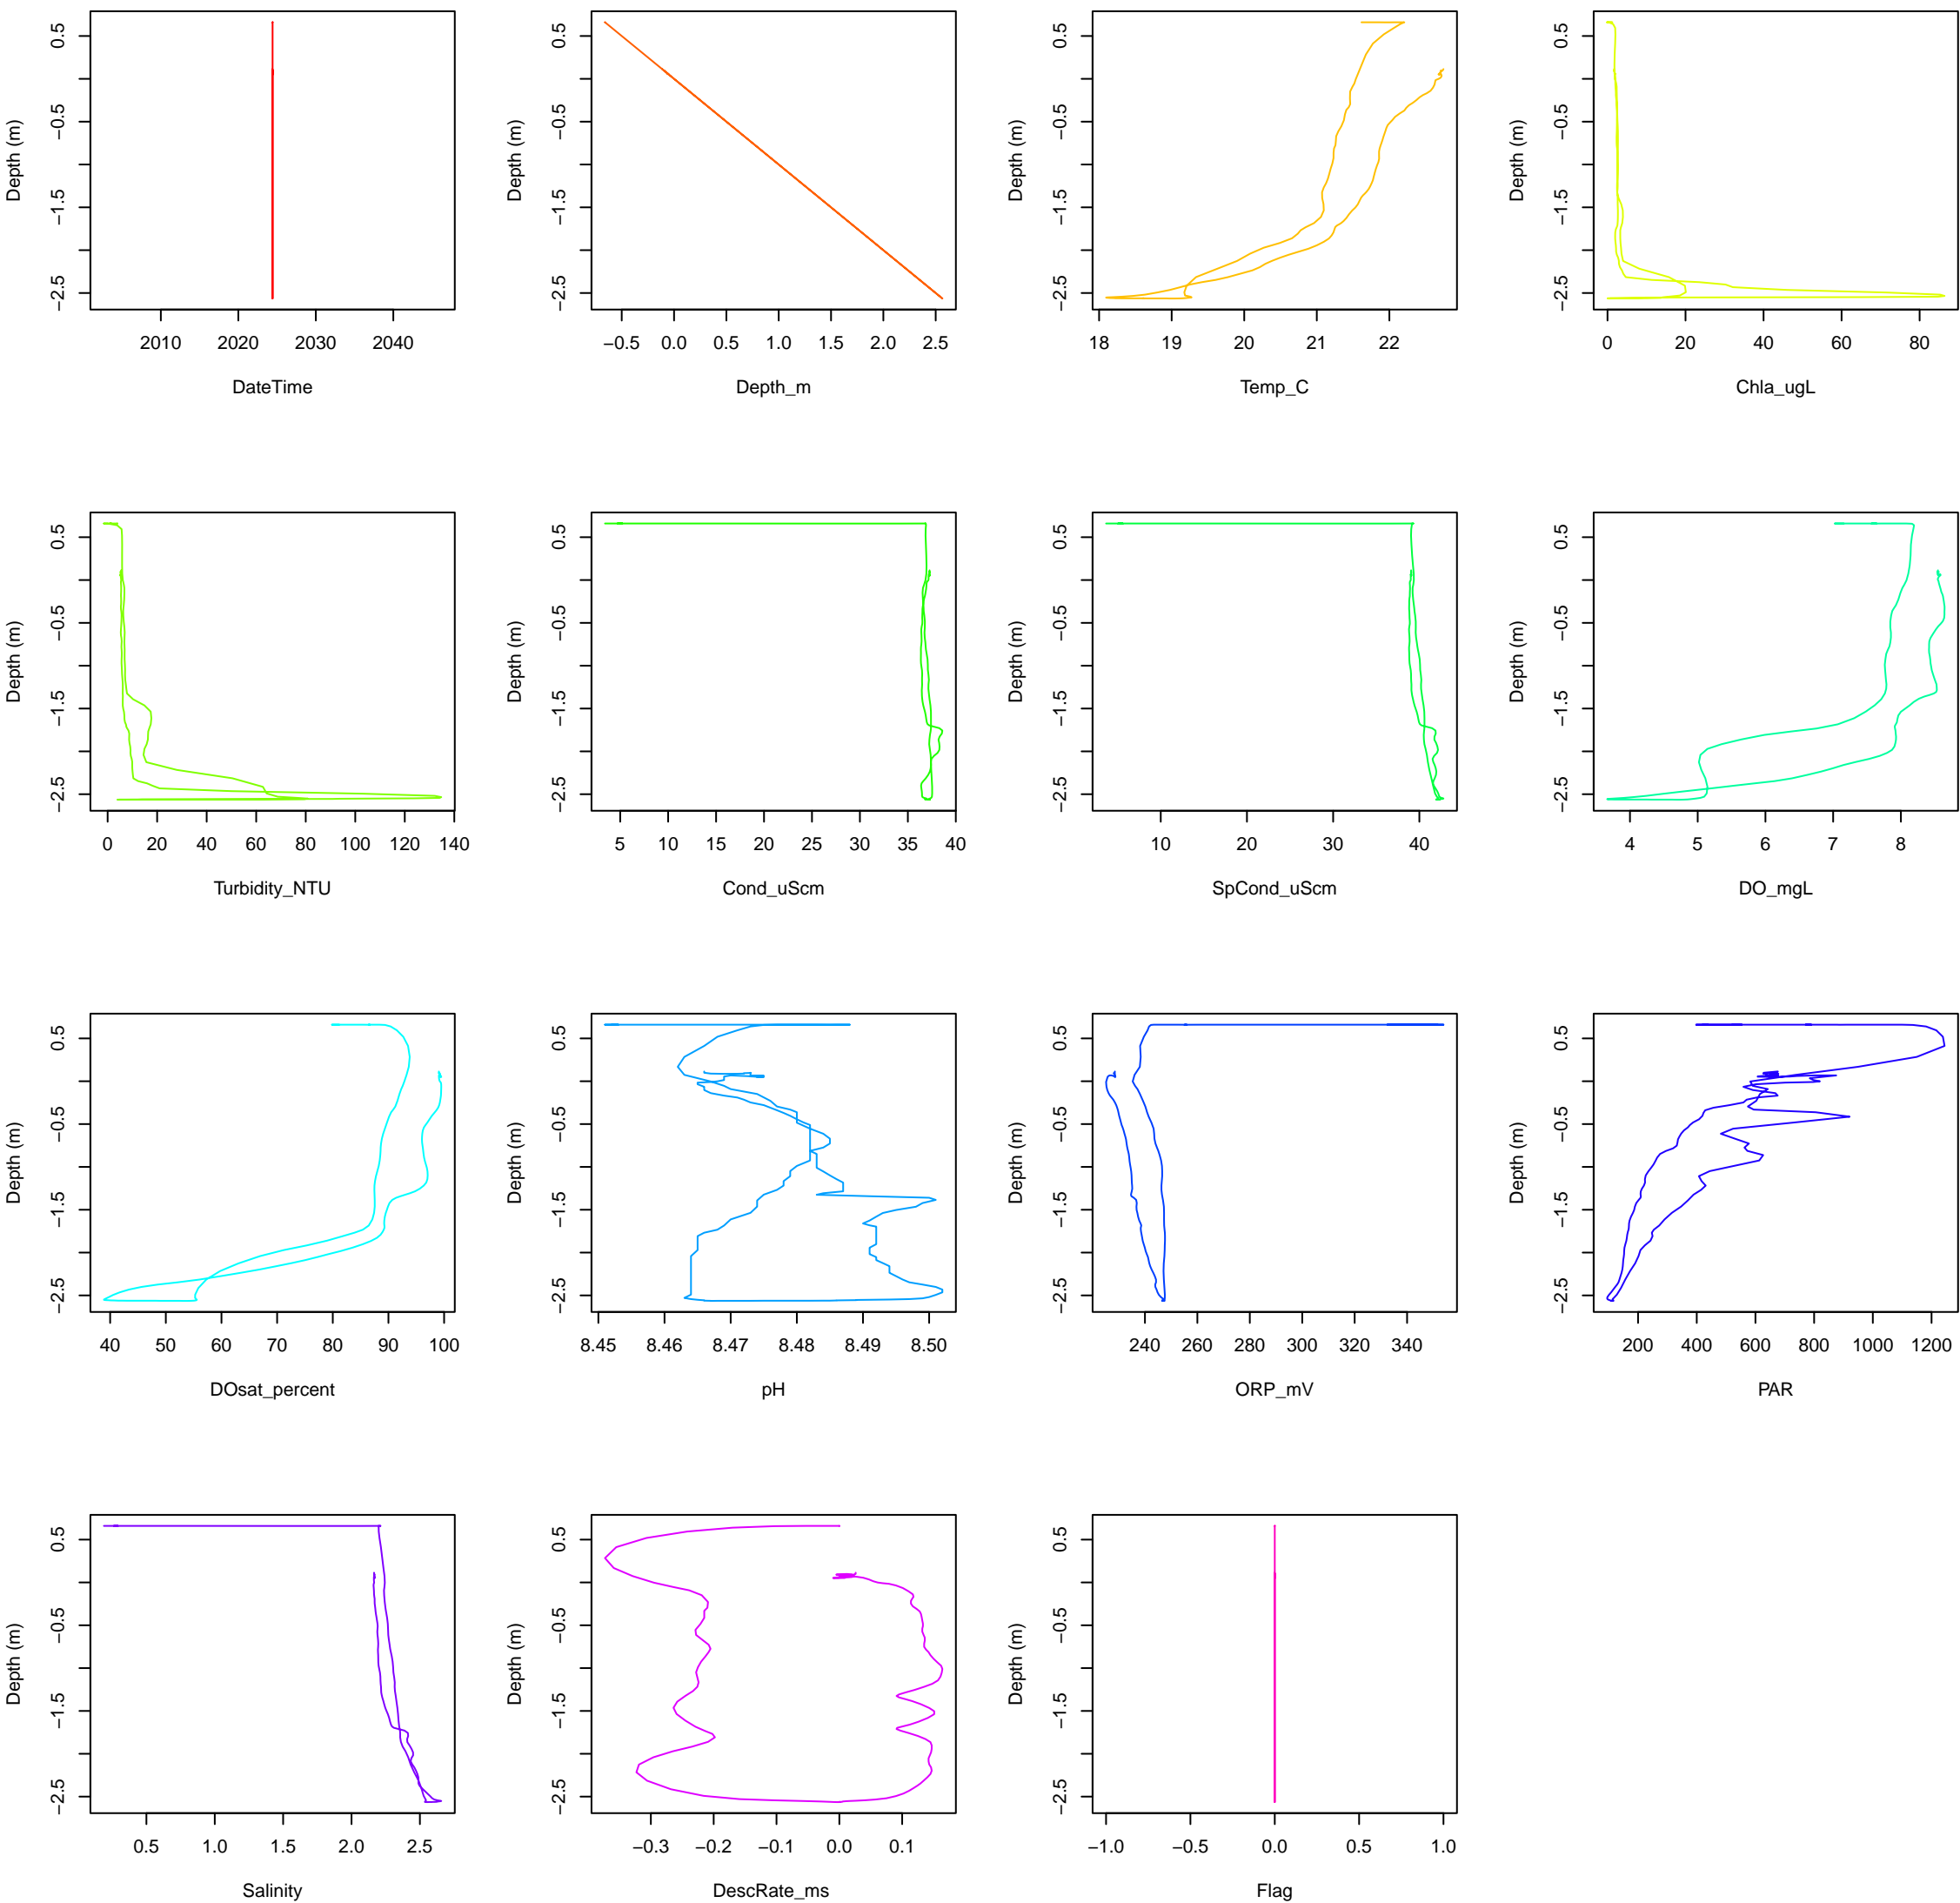 Depth (m)
0.5
−0.5
−1.5
−2.5
2010 2020 2030 2040
DateTime
Depth (m)
0.5
−0.5
−1.5
−2.5
−0.5 0.0 0.5 1.0 1.5 2.0 2.5
Depth_m
Depth (m)
0.5
−0.5
−1.5
−2.5
18 19 20 21 22
Temp_C
Depth (m)
0.5
−0.5
−1.5
−2.5
0 20 40 60 80
Chla_ugL
Depth (m)
0.5
−0.5
−1.5
−2.5
0 20 40 60 80 100 120 140
Turbidity_NTU
Depth (m)
0.5
−0.5
−1.5
−2.5
5 10 15 20 25 30 35 40
Cond_uScm
Depth (m)
0.5
−0.5
−1.5
−2.5
10 20 30 40
SpCond_uScm
Depth (m)
0.5
−0.5
−1.5
−2.5
4 5 6 7 8
DO_mgL
Depth (m)
0.5
−0.5
−1.5
−2.5
40 50 60 70 80 90 100
DOsat_percent
Depth (m)
0.5
−0.5
−1.5
−2.5
8.45 8.46 8.47 8.48 8.49 8.50
pH
Depth (m)
0.5
−0.5
−1.5
−2.5
240 260 280 300 320 340
ORP_mV
Depth (m)
0.5
−0.5
−1.5
−2.5
200 400 600 800 1000 1200
PAR
Depth (m)
0.5
−0.5
−1.5
−2.5
0.5 1.0 1.5 2.0 2.5
Salinity
Depth (m)
0.5
−0.5
−1.5
−2.5
−0.3 −0.2 −0.1 0.0 0.1
DescRate_ms
Depth (m)
0.5
−0.5
−1.5
−2.5
−1.0 −0.5 0.0 0.5 1.0
Flag